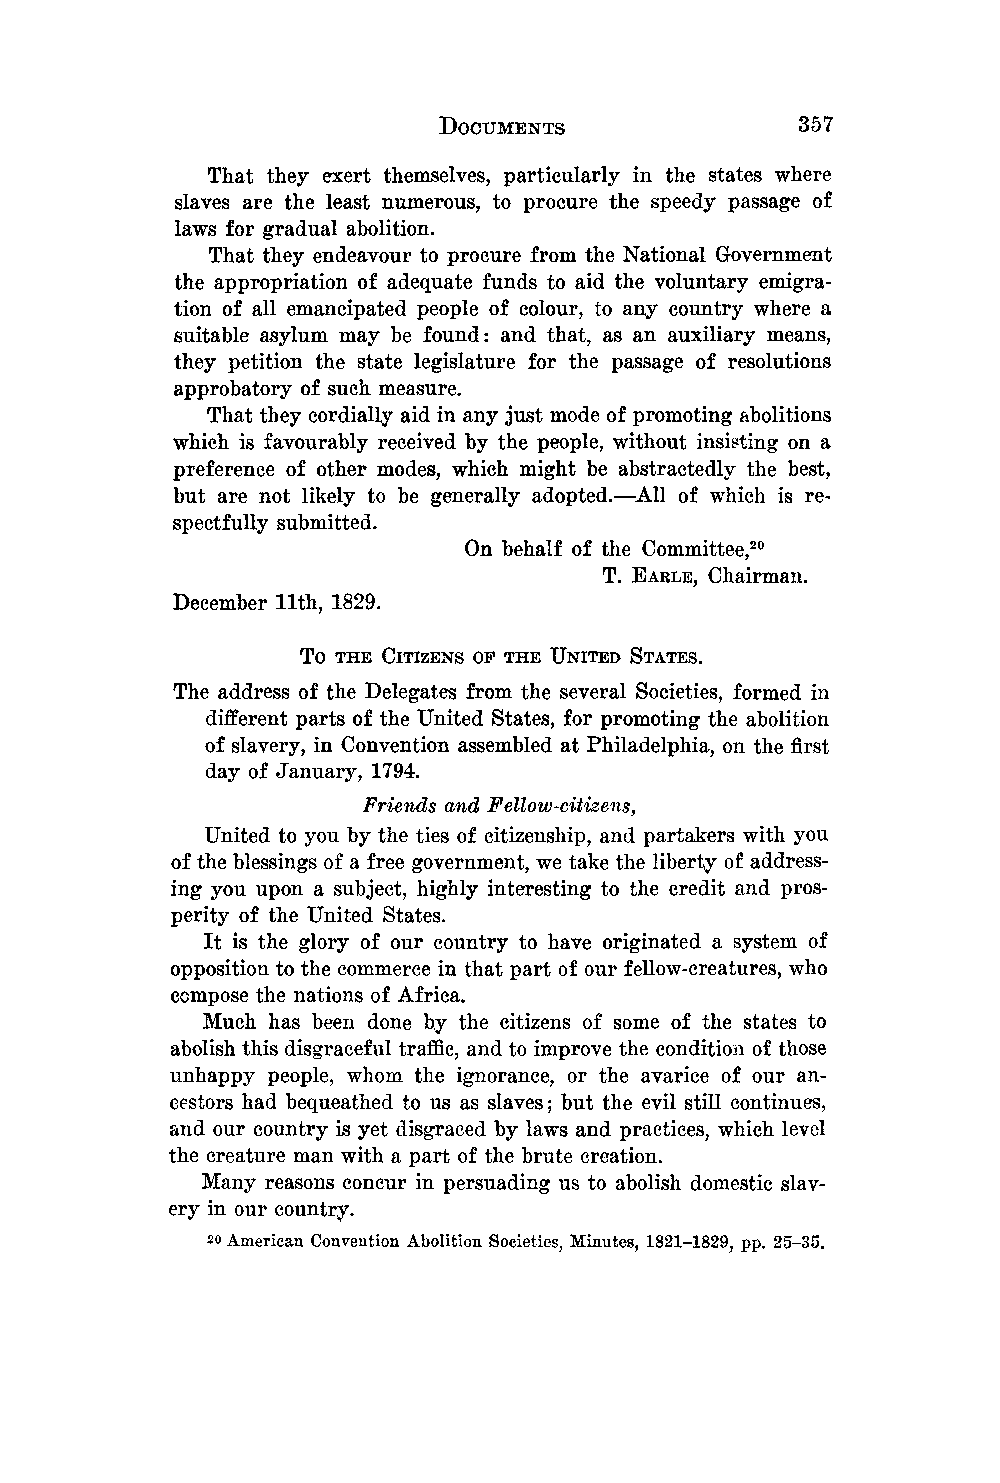 DOCUMENTS 357
That they exert themselves, particularly in the states where
slaves are the least numerous, to procure the speedy passage of
laws for gradual abolition.
That they endeavour to procure from the National Government
the appropriation of adequate funds to aid the voluntary emigra-
tion of all emancipated people of colour, to any country where a
suitable asylum may be found: and that, as an auxiliary means,
they petition the state legislature for the passage of resolutions
approbatory of such measure.
That they cordially aid in any just mode of promoting abolitions
which is favourably received by the people, without insisting on a
preference of other modes, which might be abstractedly the best,
but are not likely to be generally adopted.—All of which is re-
spectfully submitted.
On behalf of the Committee,20
T. EARLE, Chairman.
December 11th, 1829.
TO THE CITIZENS OF THE UNITED STATES.
The address of the Delegates from the several Societies, formed in
different parts of the United States, for promoting the abolition
of slavery, in Convention assembled at Philadelphia, on the first
day of January, 1794.
Friends and Fellow-citizens,
United to you by the ties of citizenship, and partakers with you
of the blessings of a free government, we take the liberty of address-
ing you upon a subject, highly interesting to the credit and pros-
perity of the United States.
It is the glory of our country to have originated a system of
opposition to the commerce in that part of our fellow-creatures, who
compose the nations of Africa.
Much has been done by the citizens of some of the states to
abolish this disgraceful traffic, and to improve the condition of those
unhappy people, whom the ignorance, or the avarice of our an-
cestors had bequeathed to us as slaves; but the evil still continues,
and our country is yet disgraced by laws and practices, which level
the creature man with a part of the brute creation.
Many reasons concur in persuading us to abolish domestic slav-
ery in our country.
20 American Convention Abolition Societies, Minutes, 1821–1829, pp. 25–35.